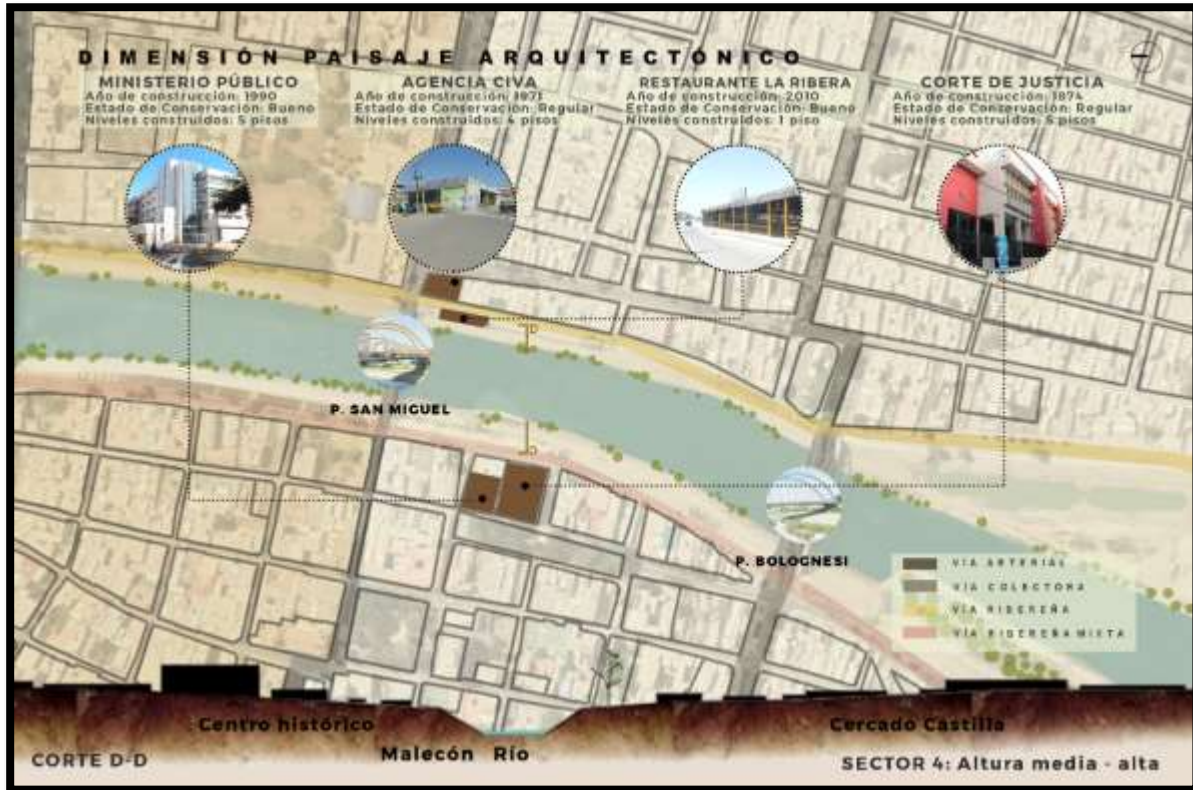 DIMENSIÓN PAISAJE ARQUITECTÓNICO
MINISTERIO PÚBLICO
Año de construcción: 1990
Estado de Conservación: Bueno
Niveles construidos: 5 pisos
AGENCIA CIVA
Año de construcción: 1971
Estado de Conservación: Regular
Niveles construidos: 4 pisos
RESTAURANTE LA RIBERA
Año de construcción: 2010
Estado de Conservación: Bueno
Niveles construidos: 1 piso
CORTE DE JUSTICIA
Año de construcción: 1874
Estado de Conservación: Regular
Niveles construidos: 5 pisos
D
P. SAN MIGUEL
D
P. BOLOGNESI
VÍA ARTERIAL
VÍA COLECTORA
VÍA RIBEREÑA
VÍA RIBEREÑA MIXTA
Centro histórico
Malecón Río
Cercado Castilla
CORTE D-D
SECTOR 4: Altura media - alta